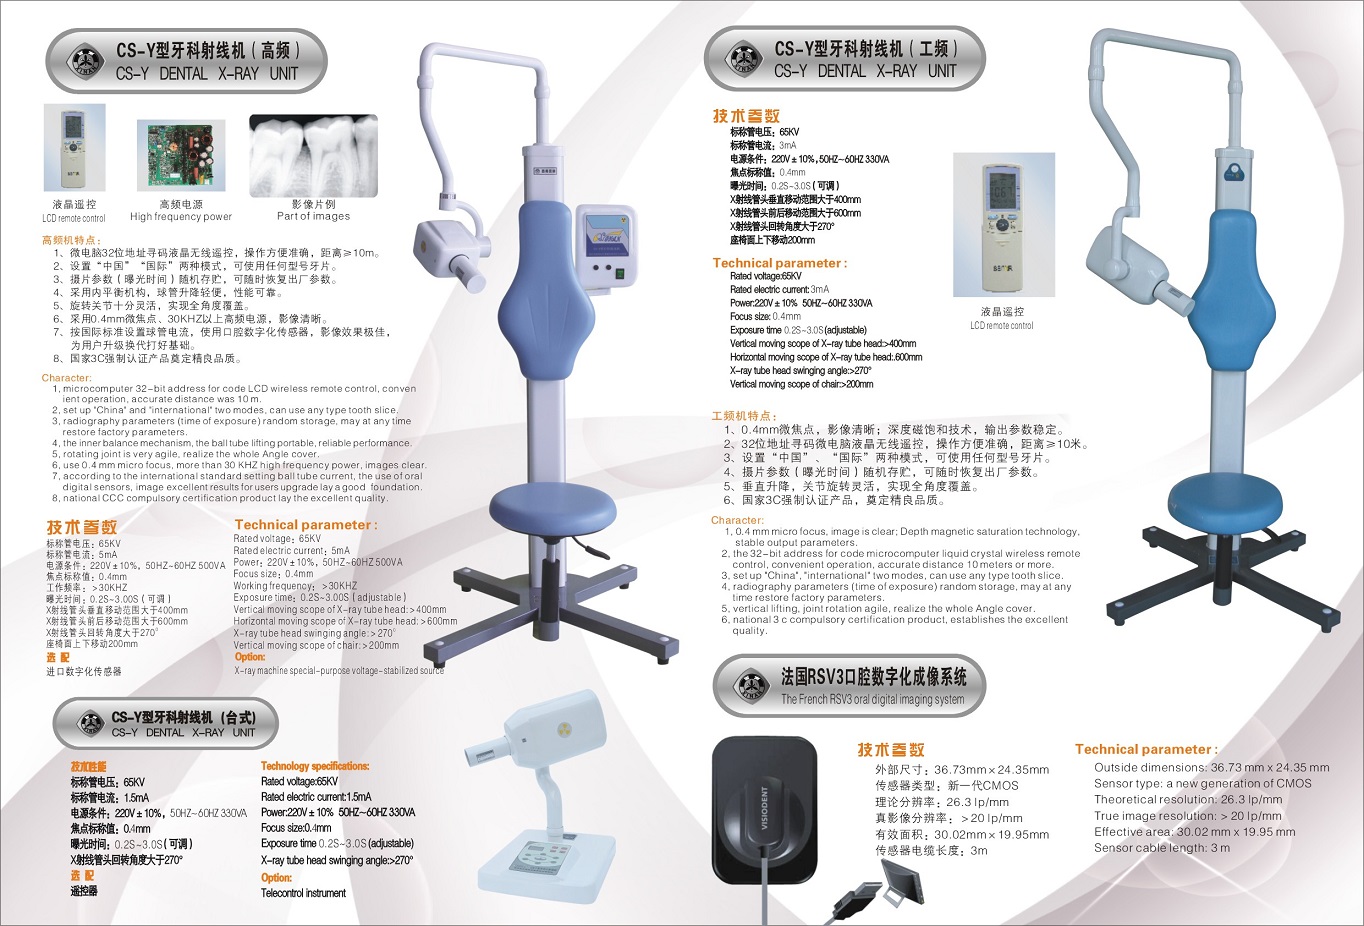 CS-Y型牙科射线机（高频）
CS-Y DENTAL X-RAY UNIT
液晶遥控
LCD remote control
高频电源
High frequency power
影像片例
Part of images
高频机特点：
1、微电脑32位地址寻码液晶无线遥控，操作方便准确，距离≥10m。
2、设置“中国”“国际”两种模式，可使用任何型号牙片。
3、摄片参数（曝光时间）随机存贮，可随时恢复出厂参数。
4、采用内平衡机构，球管升降轻便，性能可靠。
5、旋转关节十分灵活，实现全角度覆盖。
6、采用0.4mm微焦点、30KHZ以上高频电源，影像清晰。
7、按国际标准设置球管电流，使用口腔数字化传感器，影像效果极佳，
为用户升级换代打好基础。
8、国家3C强制认证产品奠定精良品质。
Character:
1, microcomputer 32-bit address for code LCD wireless remote control, conven
ient operation, accurate distance was 10 m.
2, set up "China" and "international" two modes, can use any type tooth slice.
3, radiography parameters (time of exposure) random storage, may at any time
restore factory parameters.
4, the inner balance mechanism, the ball tube lifting portable, reliable performance.
5, rotating joint is very agile, realize the whole Angle cover.
6, use 0.4 mm micro focus, more than 30 KHZ high frequency power, images clear.
7, according to the international standard setting ball tube current, the use of oral
digital sensors, image excellent results for users upgrade lay a good foundation.
8, national CCC compulsory certification product lay the excellent quality.
技术参数
标称管电压：65KV
标称管电流：5mA
电源条件：220V±10%，50HZ~60HZ 500VA
焦点标称值：0.4mm
工作频率：>30KHZ
曝光时间：0.2S~3.00S（可调）
X射线管头垂直移动范围大于400mm
X射线管头前后移动范围大于600mm
X射线管头回转角度大于270°
座椅面上下移动200mm
选 配
进口数字化传感器
Technical parameter :
Rated voltage：65KV
Rated electric current：5mA
Power：220V±10%，50HZ~60HZ 500VA
Focus size：0.4mm
Working frequency：>30KHZ
Exposure time：0.2S-3.00S (adjustable)
Vertical moving scope of X-ray tube head: >400mm
Horizontal moving scope of X-ray tube head: >600mm
X-ray tube head swinging angle: >270°
Vertical moving scope of chair: >200mm
Option:
X-ray machine special-purpose voltage-stabilized source
CS-Y型牙科射线机（台式）
CS-Y DENTAL X-RAY UNIT
技术性能
标称管电压：65KV
标称管电流：1.5mA
电源条件：220V±10%，50HZ~60HZ 330VA
焦点标称值：0.4mm
曝光时间：0.2S~3.0S（可调）
X射线管头回转角度大于270°
选 配
遥控器
Technology specifications:
Rated voltage:65KV
Rated electric current:1.5mA
Power:220V±10% 50HZ~60HZ 330VA
Focus size:0.4mm
Exposure time 0.2S~3.0S(adjustable)
X-ray tube head swinging angle:>270°
Option:
Telecontrol instrument
CS-Y型牙科射线机（工频）
CS-Y DENTAL X-RAY UNIT
技术参数
标称管电压：65KV
标称管电流：3mA
电源条件：220V±10%，50HZ~60HZ 330VA
焦点标称值：0.4mm
曝光时间：0.2S~3.0S（可调）
X射线管头垂直移动范围大于400mm
X射线管头前后移动范围大于600mm
X射线管头回转角度大于270°
座椅面上下移动200mm
Technical parameter :
Rated voltage:65KV
Rated electric current:3mA
Power:220V±10% 50HZ~60HZ 330VA
Focus size: 0.4mm
Exposure time 0.2S~3.0S(adjustable)
Vertical moving scope of X-ray tube head:>400mm
Horizontal moving scope of X-ray tube head:.600mm
X-ray tube head swinging angle:>270°
Vertical moving scope of chair:>200mm
液晶遥控
LCD remote control
工频机特点：
1、0.4mm微焦点，影像清晰；深度磁饱和技术，输出参数稳定。
2、32位地址寻码微电脑液晶无线遥控，操作方便准确，距离≥10米。
3、设置“中国”、“国际”两种模式，可使用任何型号牙片。
4、摄片参数（曝光时间）随机存贮，可随时恢复出厂参数。
5、垂直升降，关节旋转灵活，实现全角度覆盖。
6、国家3C强制认证产品，奠定精良品质。
Character:
1, 0.4 mm micro focus, image is clear; Depth magnetic saturation technology,
stable output parameters.
2, the 32-bit address for code microcomputer liquid crystal wireless remote
control, convenient operation, accurate distance 10 meters or more.
3, set up "China", "international" two modes, can use any type tooth slice.
4, radiography parameters (time of exposure) random storage, may at any
time restore factory parameters.
5, vertical lifting, joint rotation agile, realize the whole Angle cover.
6, national 3 c compulsory certification product, establishes the excellent
quality.
法国RSV3口腔数字化成像系统
The French RSV3 oral digital imaging system
VISIODENT
技术参数
外部尺寸：36.73mm×24.35mm
传感器类型：新一代CMOS
理论分辨率：26.3 lp/mm
真影像分辨率：>20 lp/mm
有效面积：30.02mm×19.95mm
传感器电缆长度：3m
Technical parameter :
Outside dimensions: 36.73 mm x 24.35 mm
Sensor type: a new generation of CMOS
Theoretical resolution: 26.3 lp/mm
True image resolution: > 20 lp/mm
Effective area: 30.02 mm x 19.95 mm
Sensor cable length: 3 m